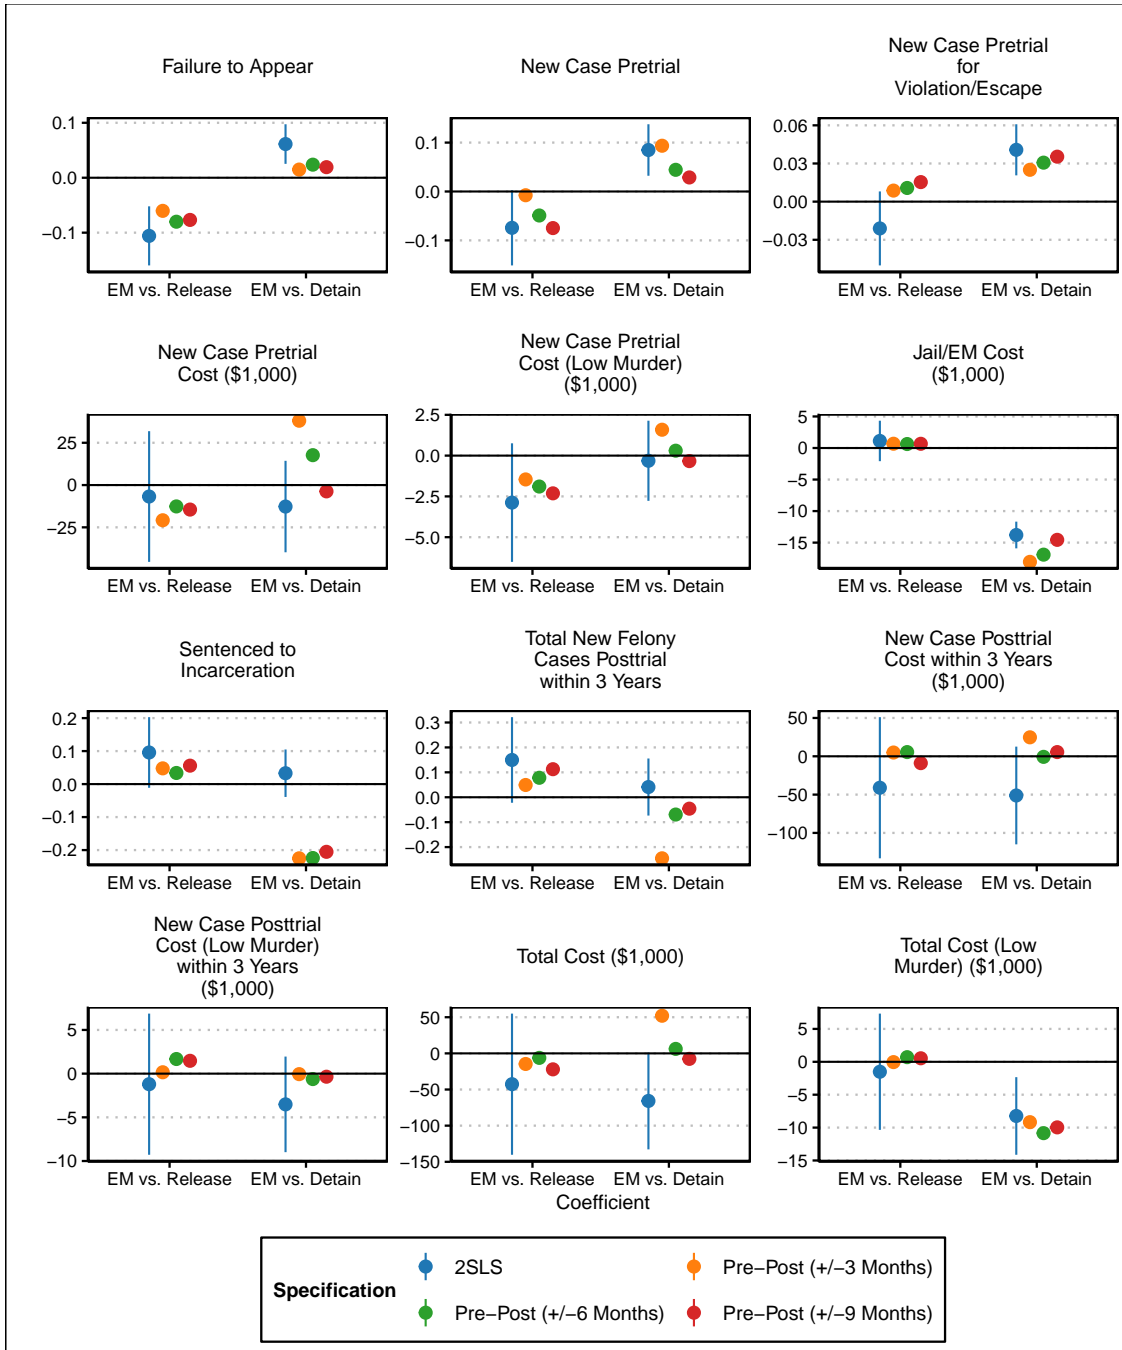 Failure to Appear
0.1
0.0
−0.1
EM vs. Release EM vs. Detain
New Case Pretrial
0.1
0.0
−0.1
EM vs. Release EM vs. Detain
New Case Pretrial
for
Violation/Escape
0.06
0.03
0.00
−0.03
EM vs. Release EM vs. Detain
New Case Pretrial
Cost ($1,000)
25
0
−25
EM vs. Release EM vs. Detain
New Case Pretrial
Cost (Low Murder)
($1,000)
2.5
0.0
−2.5
−5.0
EM vs. Release EM vs. Detain
Jail/EM Cost
($1,000)
5
0
−5
−10
−15
EM vs. Release EM vs. Detain
Sentenced to
Incarceration
0.2
0.1
0.0
−0.1
−0.2
EM vs. Release EM vs. Detain
Total New Felony
Cases Posttrial
within 3 Years
0.3
0.2
0.1
0.0
−0.1
−0.2
EM vs. Release EM vs. Detain
New Case Posttrial
Cost within 3 Years
($1,000)
50
0
−50
−100
EM vs. Release EM vs. Detain
New Case Posttrial
Cost (Low Murder)
within 3 Years
($1,000)
5
0
−5
−10
EM vs. Release EM vs. Detain
Total Cost ($1,000)
50
0
−50
−100
−150
EM vs. Release EM vs. Detain
Total Cost (Low
Murder) ($1,000)
5
0
−5
−10
−15
EM vs. Release EM vs. Detain
Coefficient
Specification
2SLS
Pre−Post (+/−3 Months)
Pre−Post (+/−6 Months)
Pre−Post (+/−9 Months)